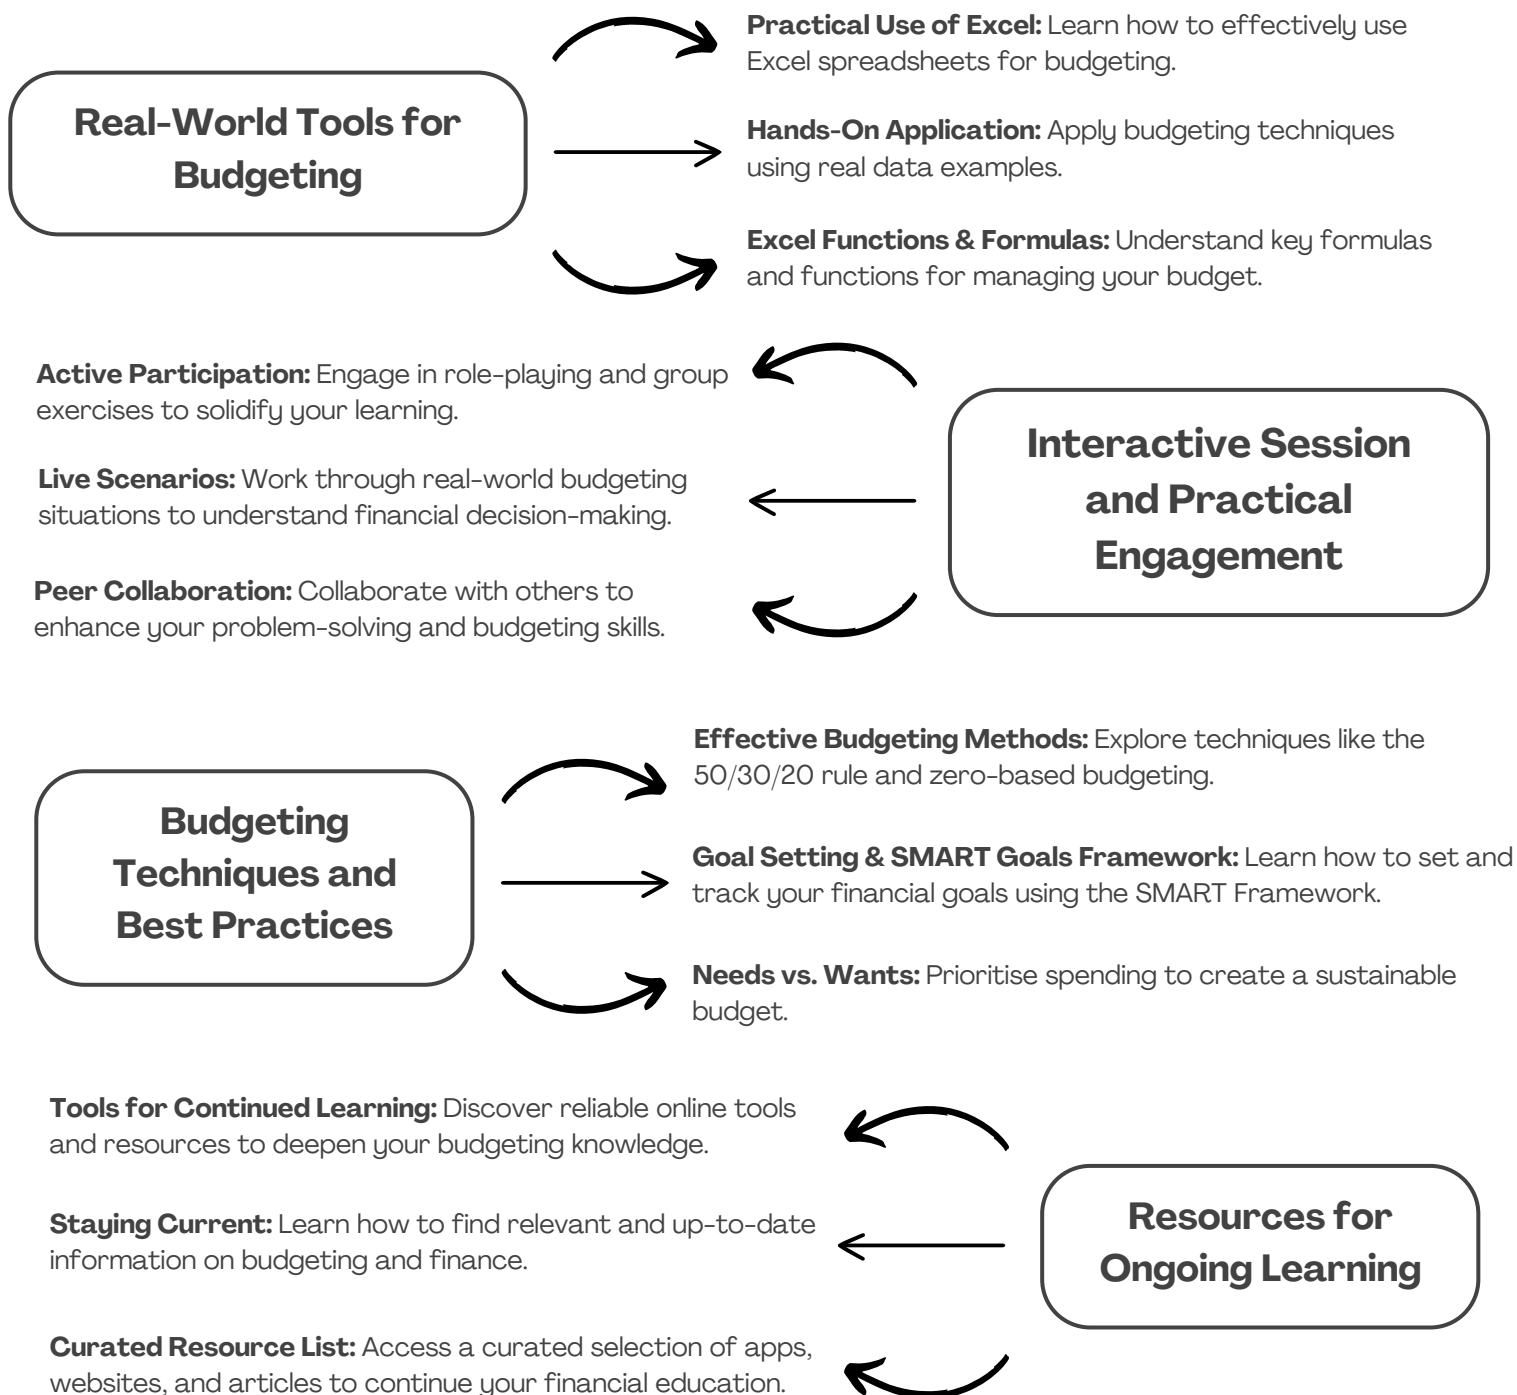 Real-World Tools for
Budgeting
Practical Use of Excel: Learn how to effectively use
Excel spreadsheets for budgeting.
Hands-On Application: Apply budgeting techniques
using real data examples.
Excel Functions & Formulas: Understand key formulas
and functions for managing your budget.
Interactive Session
and Practical
Engagement
Active Participation: Engage in role-playing and group
exercises to solidify your learning.
Live Scenarios: Work through real-world budgeting
situations to understand financial decision-making.
Peer Collaboration: Collaborate with others to
enhance your problem-solving and budgeting skills.
Budgeting
Techniques and
Best Practices
Effective Budgeting Methods: Explore techniques like the
50/30/20 rule and zero-based budgeting.
Goal Setting & SMART Goals Framework: Learn how to set and
track your financial goals using the SMART Framework.
Needs vs. Wants: Prioritise spending to create a sustainable
budget.
Resources for
Ongoing Learning
Tools for Continued Learning: Discover reliable online tools
and resources to deepen your budgeting knowledge.
Staying Current: Learn how to find relevant and up-to-date
information on budgeting and finance.
Curated Resource List: Access a curated selection of apps,
websites, and articles to continue your financial education.